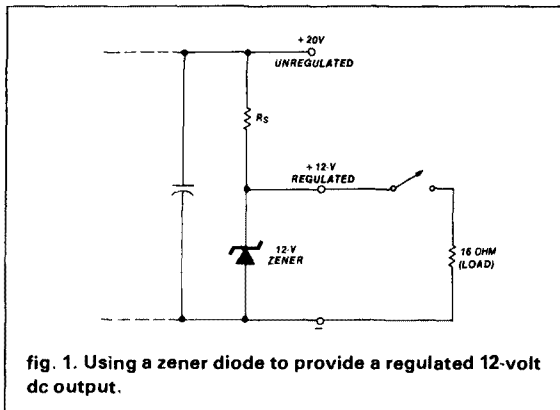 + 20V
UNREGULATED
RS
+ 12-V
REGULATED
12-V
ZENER
16 OHM
(LOAD)
–
fig. 1. Using a zener diode to provide a regulated 12-volt
dc output.